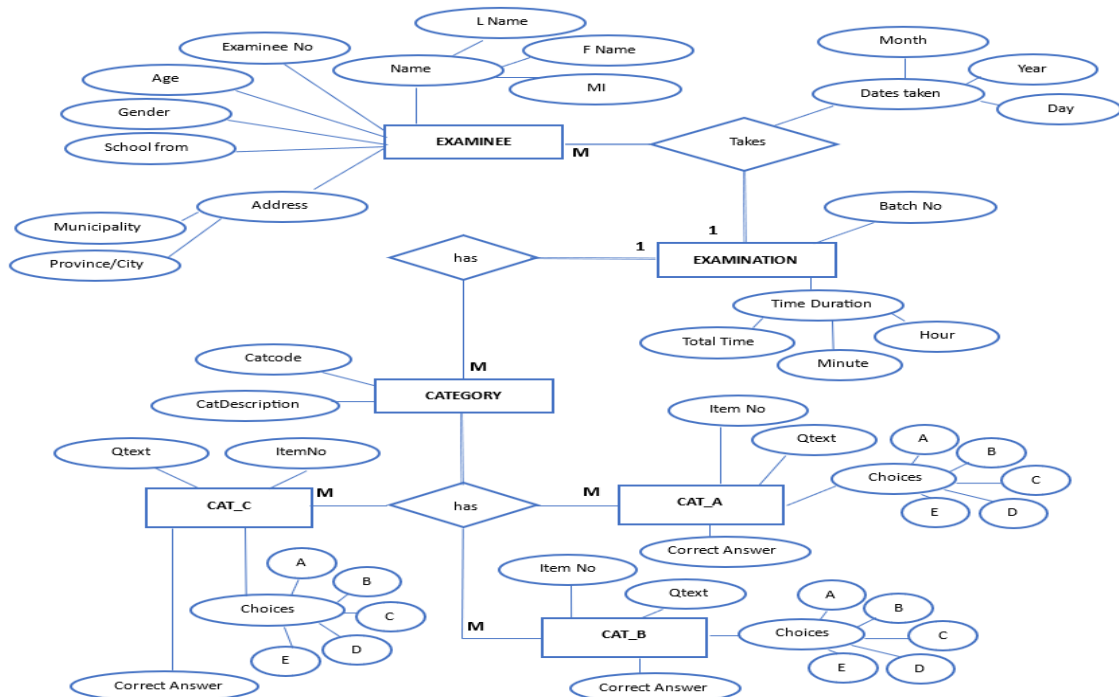 L Name
Examinee No
F Name
Name
MI
Age
Gender
School from
EXAMINEE
M
Takes
Month
Year
Dates taken
Day
Address
Municipality
Province/City
Batch No
1
1
has
EXAMINATION
Time Duration
Total Time
Hour
Minute
M
Catcode
CATEGORY
CatDescription
Item No
Qtext
A
B
Choices
C
E
D
Qtext
ItemNo
CAT_C
M
has
M
CAT_A
Correct Answer
Item No
Qtext
A
B
Choices
C
E
D
M
CAT_B
Correct Answer
A
B
Choices
C
D
E
Correct Answer